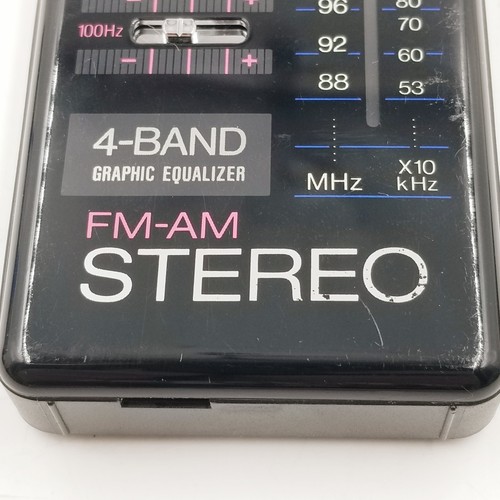 96 80
70
100Hz
92 60
- +
88 53
4-BAND
GRAPHIC EQUALIZER
MHz X10 kHz
FM-AM
STEREO